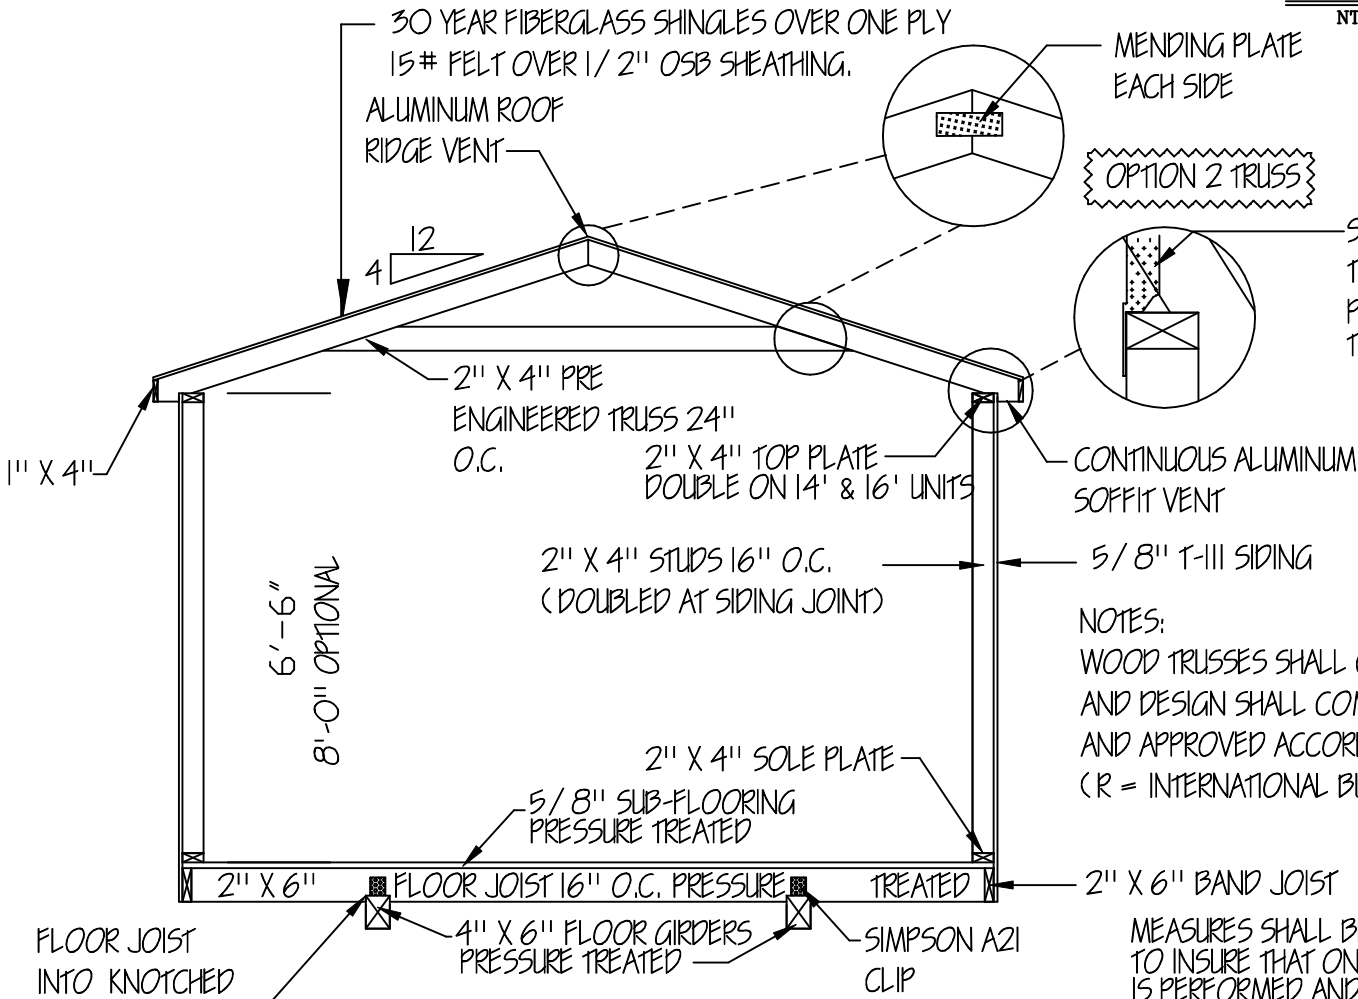 30 YEAR FIBERGLASS SHINGLES OVER ONE PLY
15# FELT OVER 1/2" OSB SHEATHING.
ALUMINUM ROOF
RIDGE VENT
MENDING PLATE
EACH SIDE
OPTION 2 TRUSS
12
4
2" X 4" PRE
ENGINEERED TRUSS 24"
O.C.
1" X 4"
2" X 4" TOP PLATE
DOUBLE ON 14' & 16' UNITS
CONTINUOUS ALUMINUM
SOFFIT VENT
2" X 4" STUDS 16" O.C.
(DOUBLED AT SIDING JOINT)
5/8" T-111 SIDING
6'-6"
8'-0" OPTIONAL
NOTES:
WOOD TRUSSES SHALL
AND DESIGN SHALL
AND APPROVED
(R = INTERNATIONAL
2" X 4" SOLE PLATE
5/8" SUB-FLOORING
PRESSURE TREATED
2" X 6" FLOOR JOIST 16" O.C. PRESSURE TREATED
2" X 6" BAND JOIST
FLOOR JOIST
INTO KNOTCHED
4" X 6" FLOOR GIRDERS
PRESSURE TREATED
SIMPSON A21
CLIP
MEASURES SHALL
TO INSURE THAT
IS PERFORMED AND